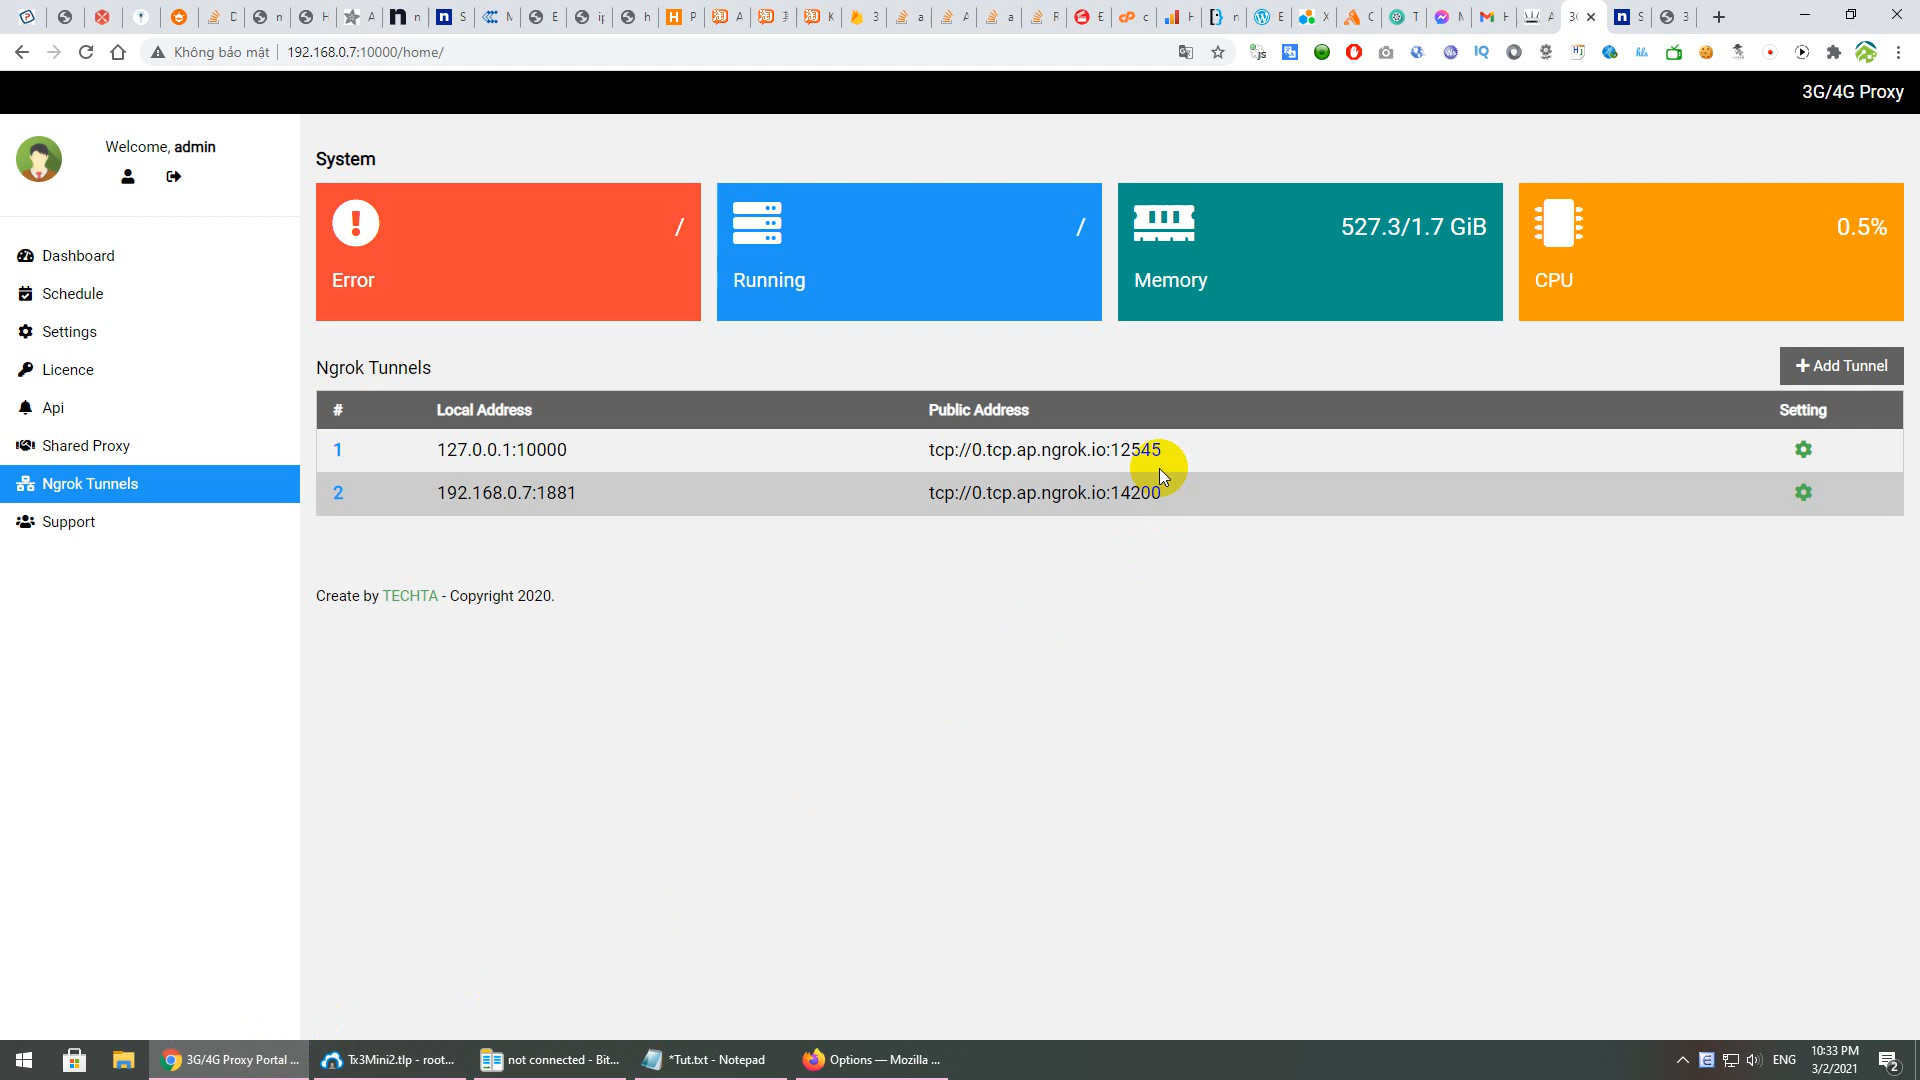 Không bảo mật
192.168.0.7:10000/home/
3G/4G Proxy
Welcome, admin
Dashboard
Schedule
Settings
Licence
Api
Shared Proxy
Ngrok Tunnels
Support
System
/
Error
/
Running
527.3/1.7 GiB
Memory
0.5%
CPU
Ngrok Tunnels
Add Tunnel
# Local Address Public Address Setting
1 127.0.0.1:10000 tcp://0.tcp.ap.ngrok.io:12545
2 192.168.0.7:1881 tcp://0.tcp.ap.ngrok.io:14200
Create by TECHTA - Copyright 2020.
3G/4G Proxy Portal ...
Tx3Mini2.tlp - root...
not connected - Bit...
*Tut.txt - Notepad
Options — Mozilla ...
ENG
10:33 PM
3/2/2021
2